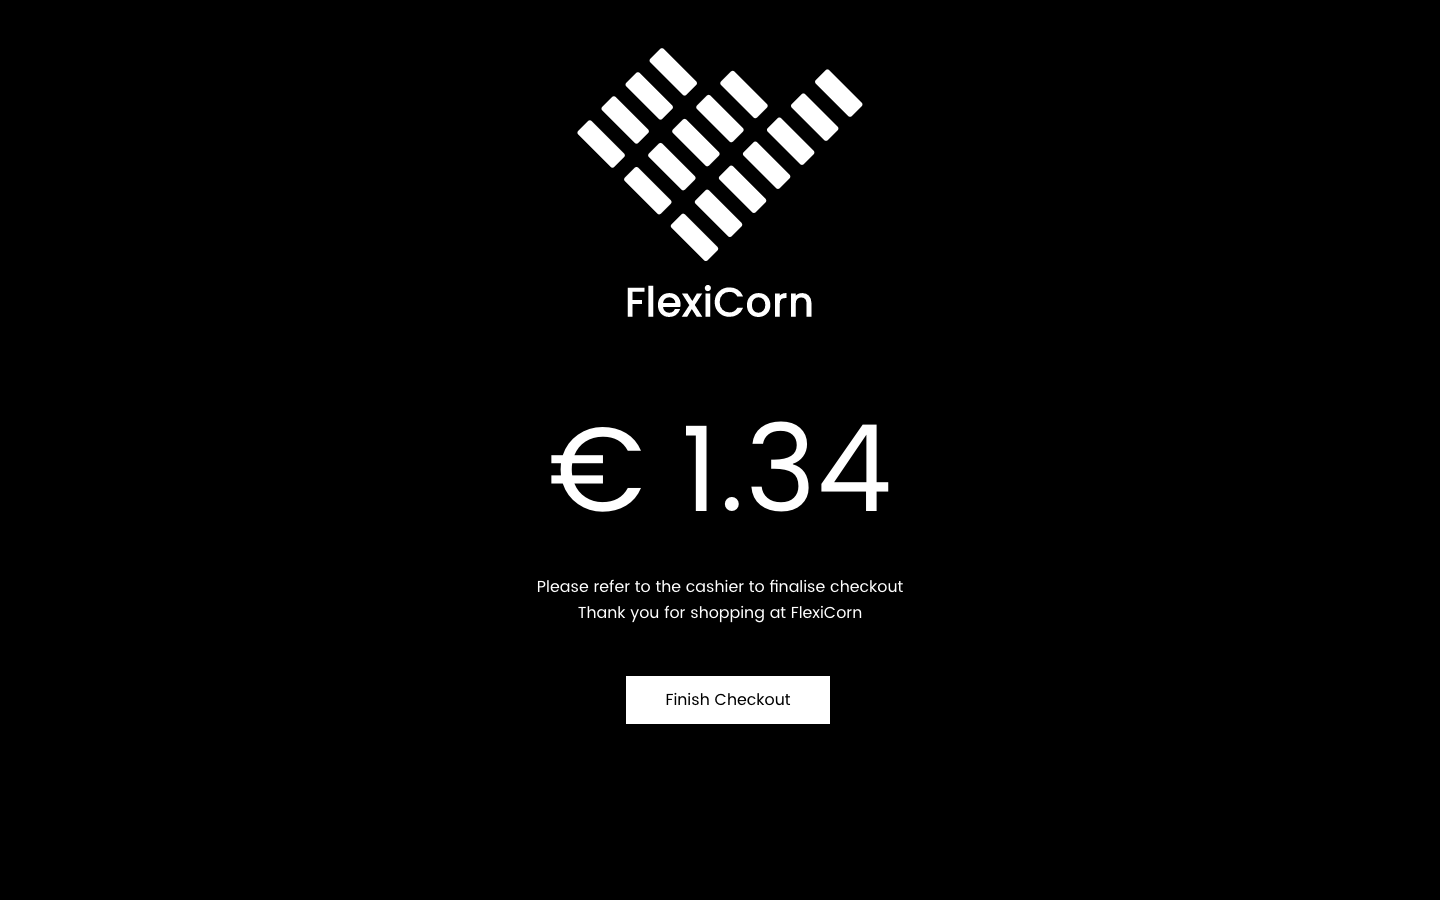 FlexiCorn
€ 1.34
Please refer to the cashier to finalise checkout
Thank you for shopping at FlexiCorn
Finish Checkout